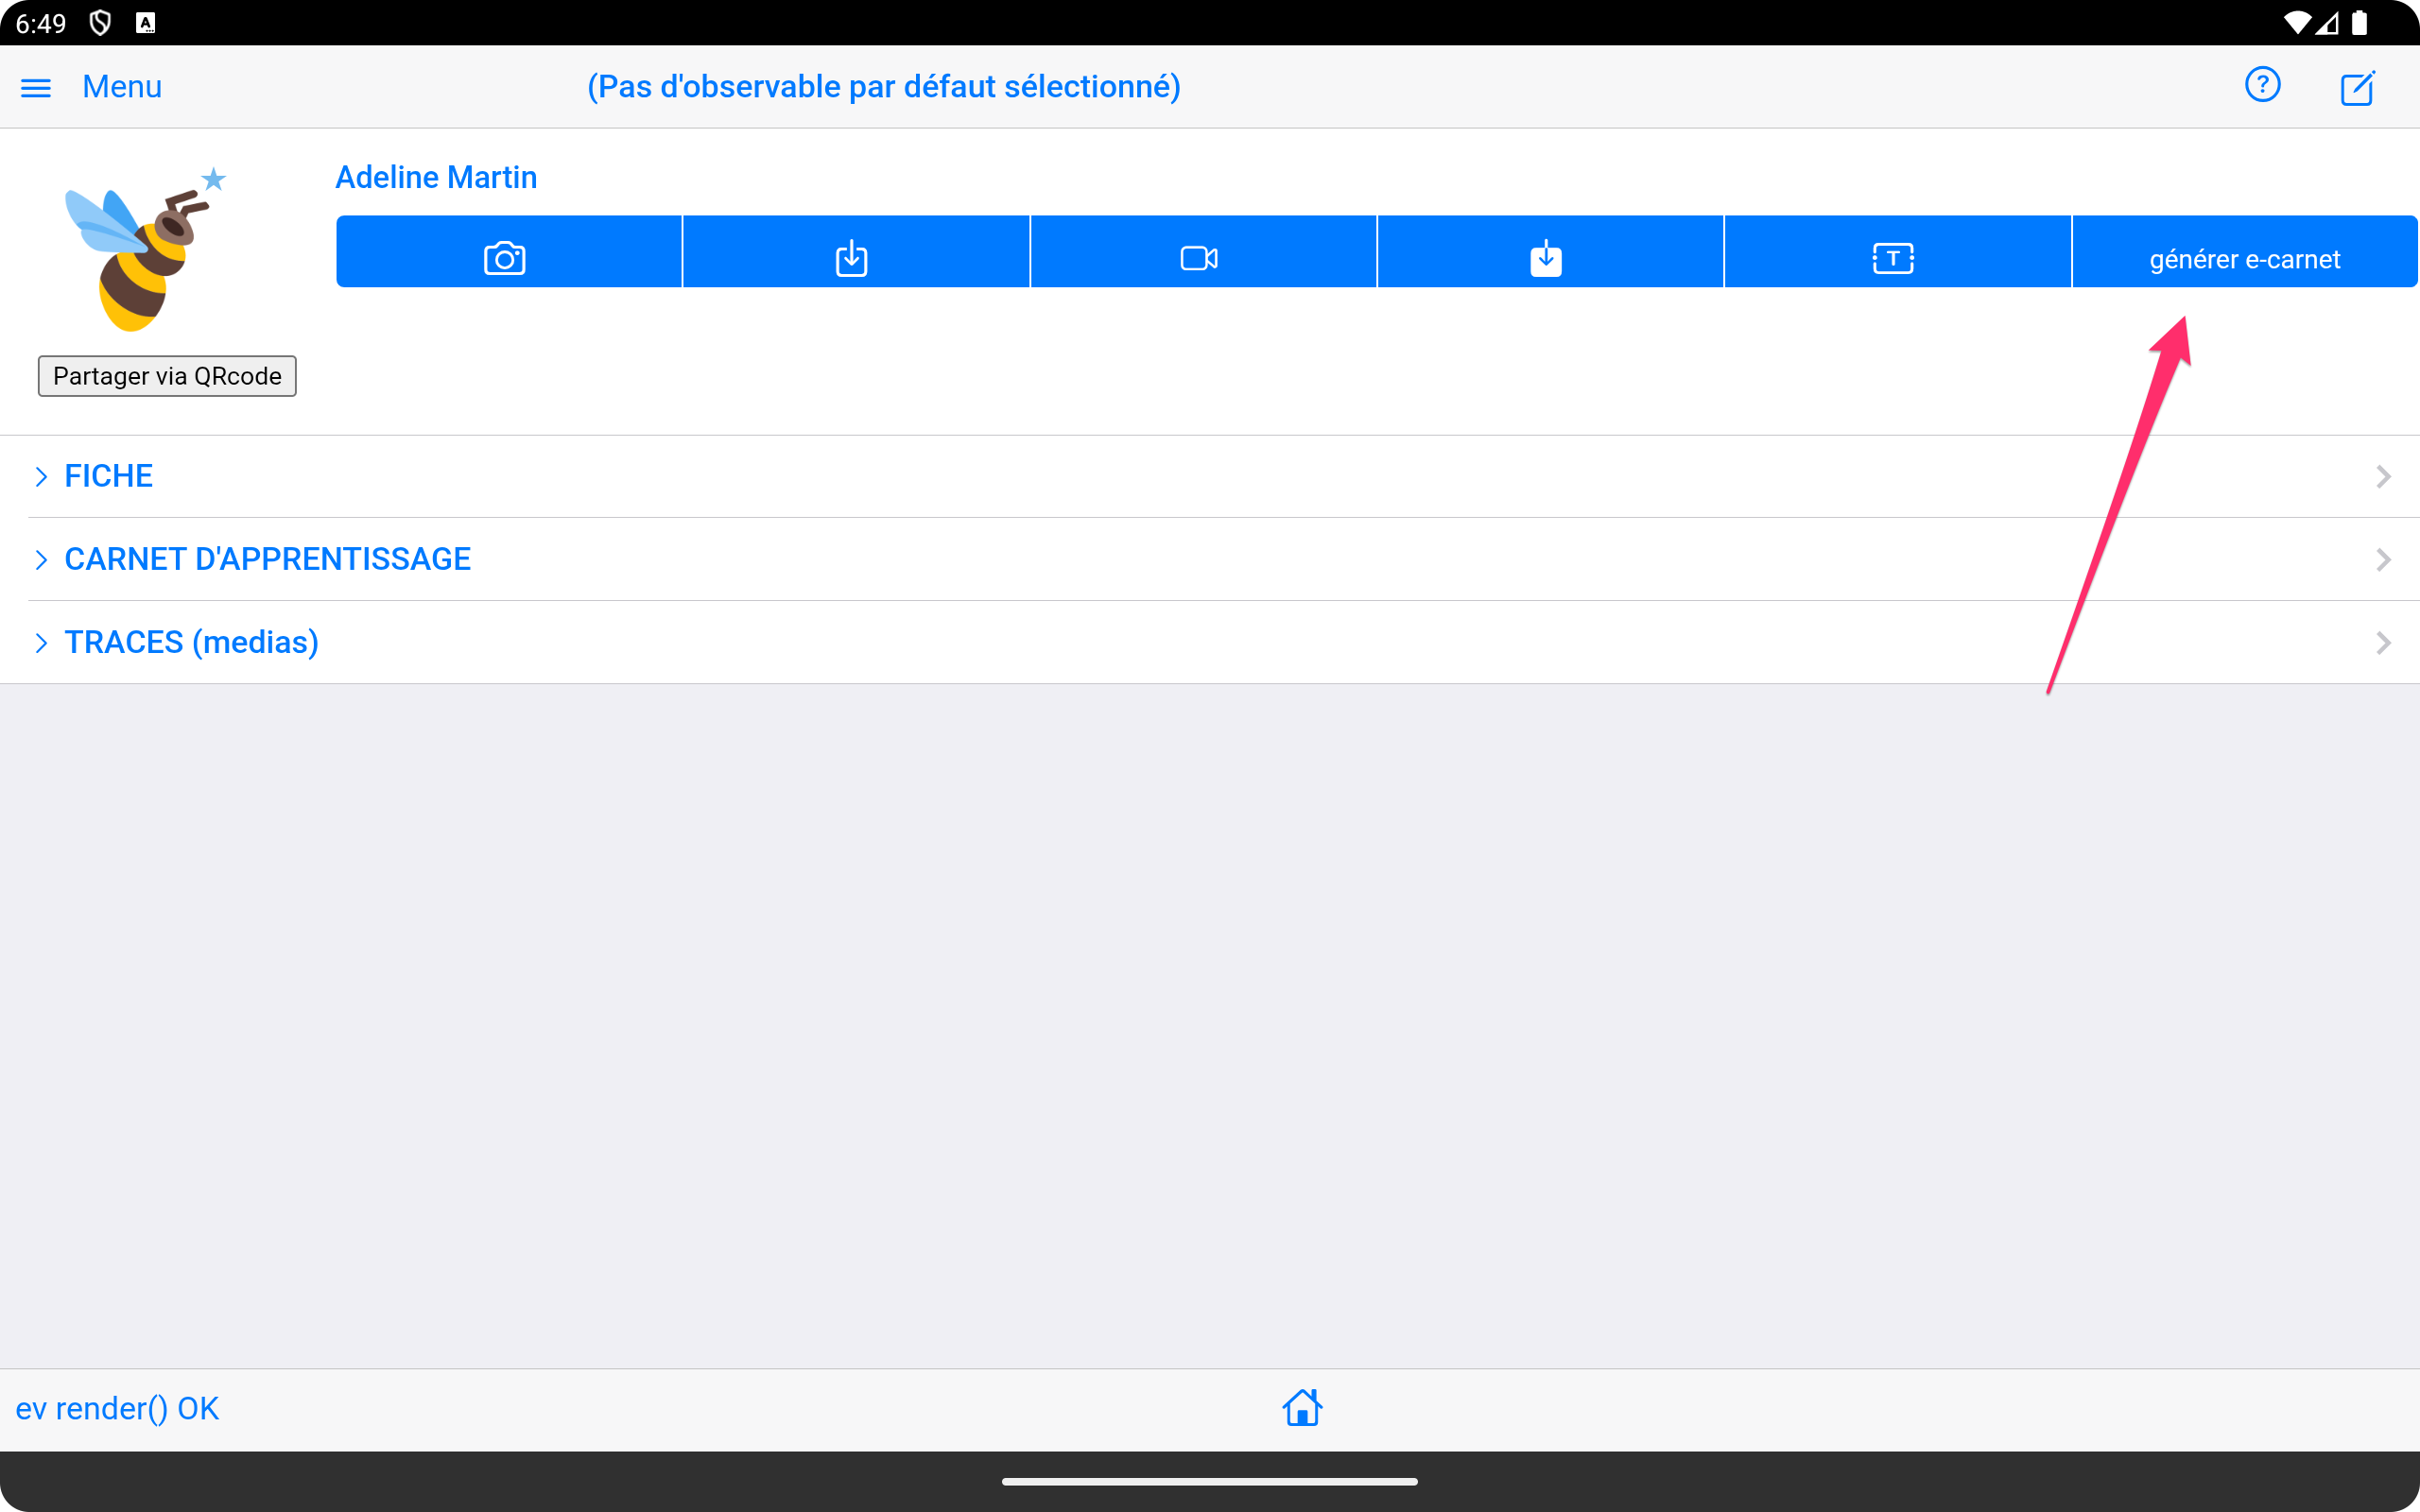 6:49 A
Menu (Pas d'observable par défaut sélectionné) ?
Adeline Martin
T générer e-carnet
Partager via QRcode
FICHE
CARNET D'APPRENTISSAGE
TRACES (medias)
ev render() OK